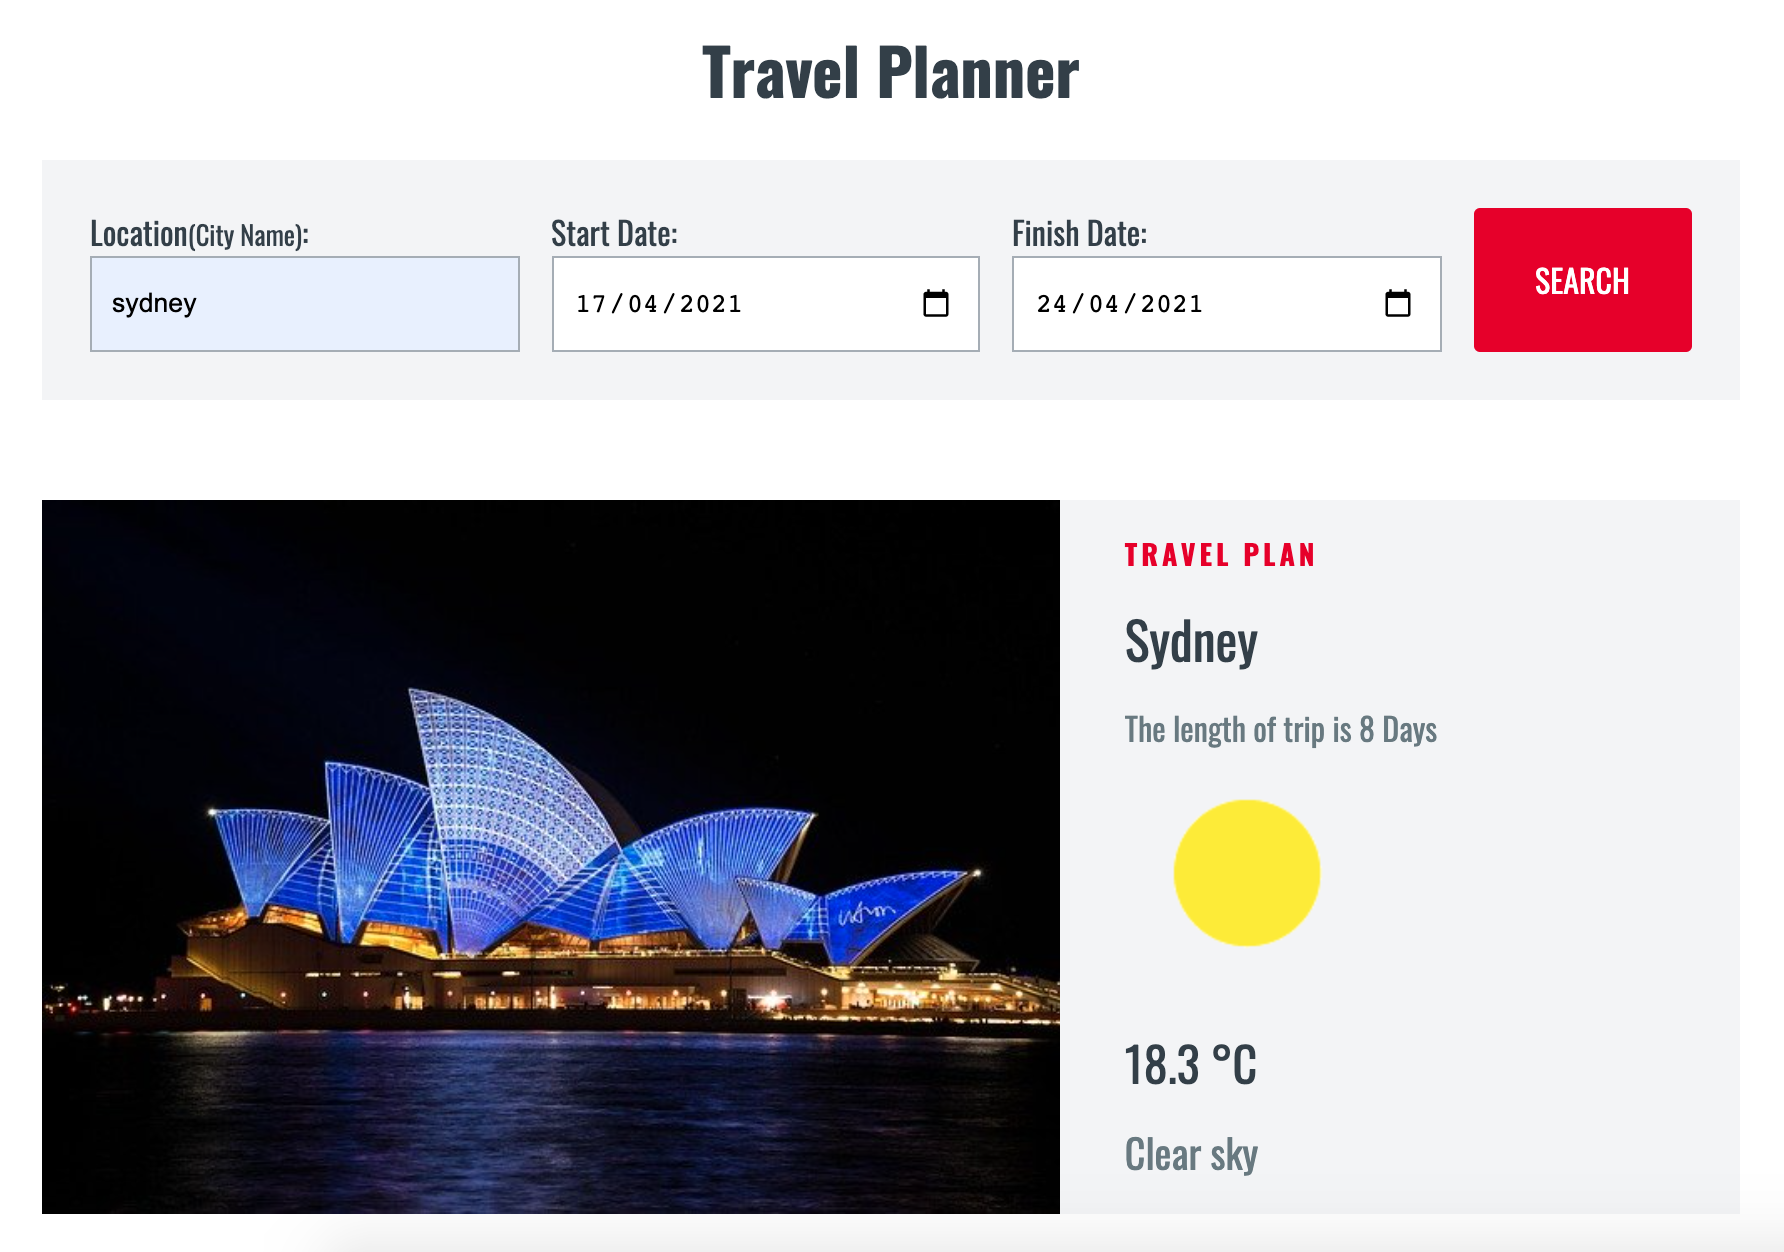 Travel Planner
Location(City Name): Start Date: Finish Date:
sydney 17/04/2021 24/04/2021 SEARCH
TRAVEL PLAN
Sydney
The length of trip is 8 Days
utzon
18.3 °C
Clear sky